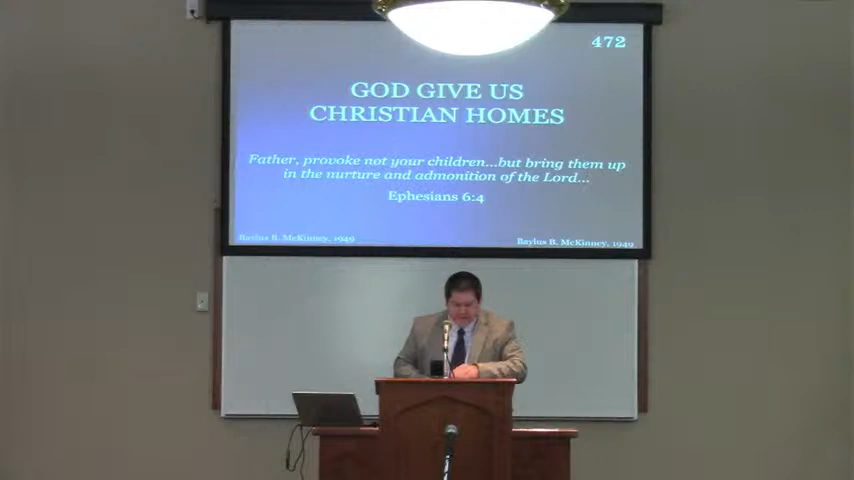 472
GOD GIVE US
CHRISTIAN HOMES
Father, provoke not your children...but bring them up
in the nurture and admonition of the Lord...
Ephesians 6:4
Baylus B. McKinney, 1949
Baylus B. McKinney, 1949